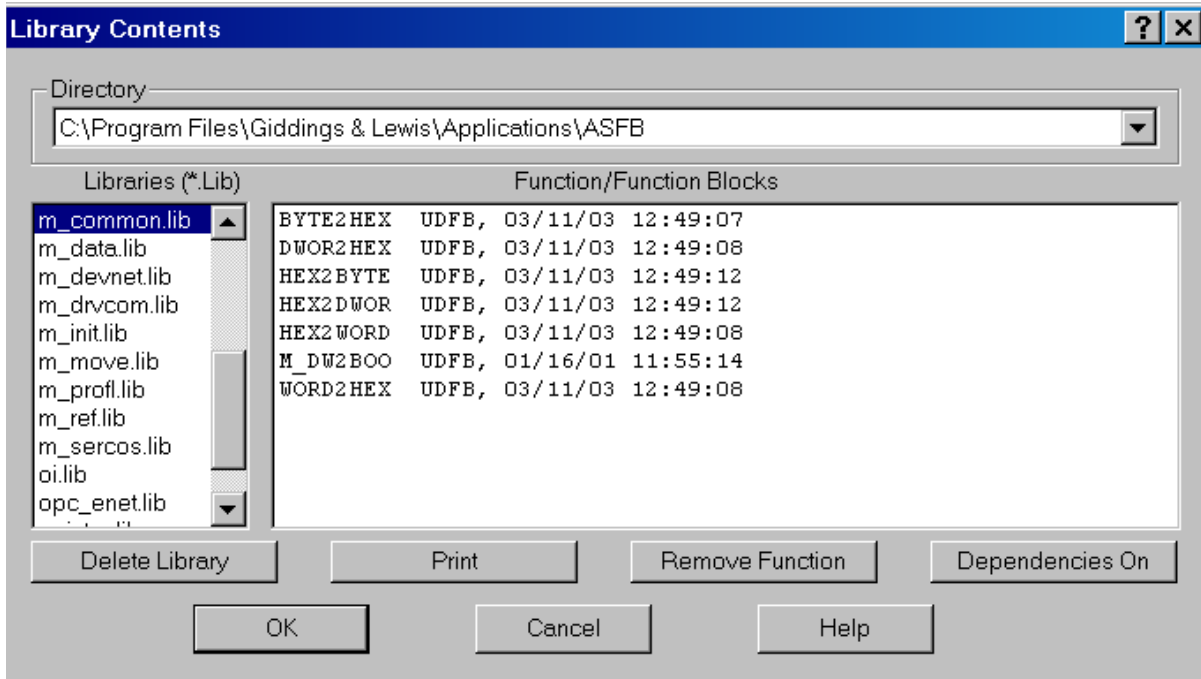 Library Contents
Directory
C:\Program Files\Giddings & Lewis\Applications\ASFB
Libraries (*.Lib)
Function/Function Blocks
m_common.lib
m_data.lib
m_devnet.lib
m_drvcom.lib
m_init.lib
m_move.lib
m_profl.lib
m_ref.lib
m_sercos.lib
oi.lib
opc_enet.lib
BYTE2HEX UDFB, 03/11/03 12:49:07
DWOR2HEX UDFB, 03/11/03 12:49:08
HEX2BYTE UDFB, 03/11/03 12:49:12
HEX2DWOR UDFB, 03/11/03 12:49:12
HEX2WORD UDFB, 03/11/03 12:49:08
M_DW2BOO UDFB, 01/16/01 11:55:14
WORD2HEX UDFB, 03/11/03 12:49:08
Delete Library
Print
Remove Function
Dependencies On
OK
Cancel
Help